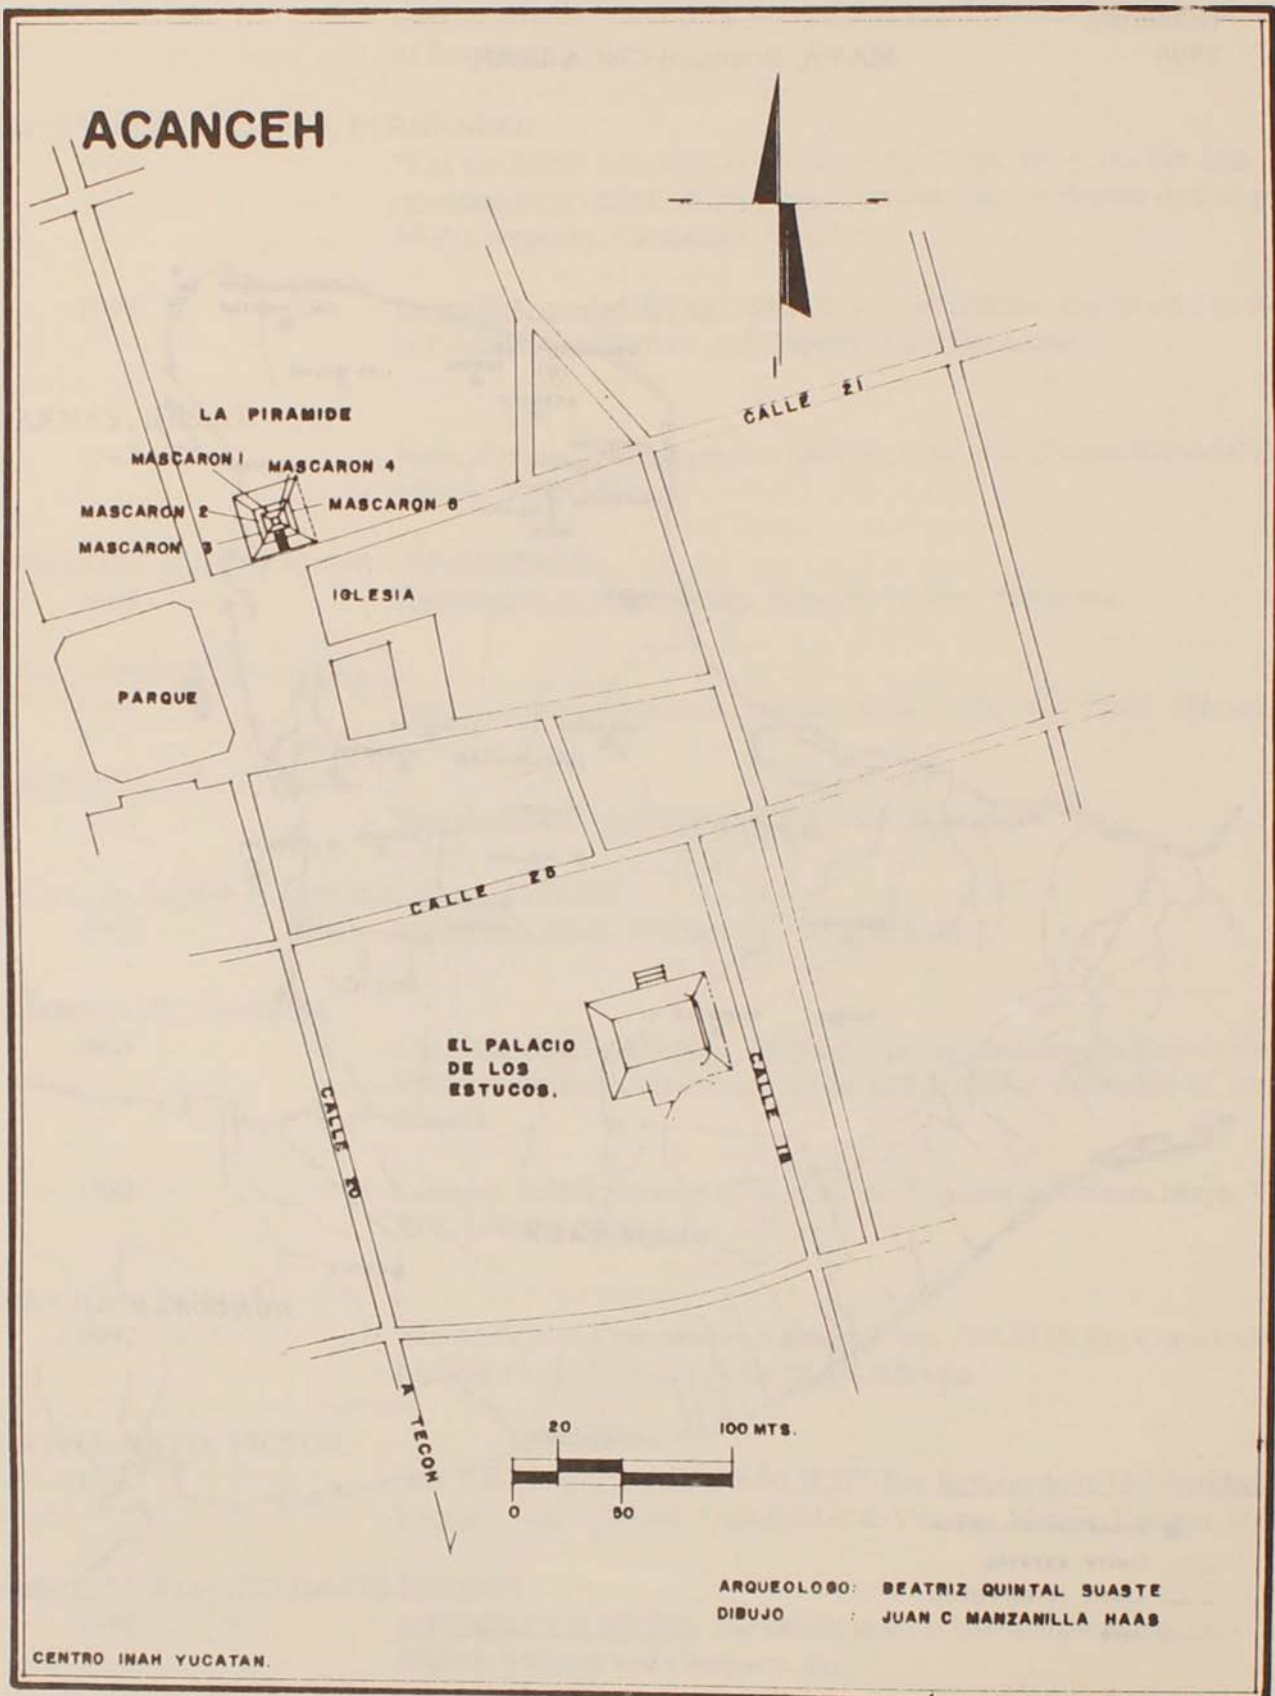 ACANCEH
CALLE 21
LA PIRAMIDE
MASCARON 1
MASCARON 4
MASCARON 2
MASCARON 5
MASCARON 3
IGLESIA
PARQUE
CALLE 25
EL PALACIO
DE LOS
ESTUCOS.
CALLE 20
CALLE 18
A TECOH
20
100 MTS.
0
50
ARQUEOLOGO: BEATRIZ QUINTAL SUASTE
DIBUJO : JUAN C MANZANILLA HAAS
CENTRO INAH YUCATAN.